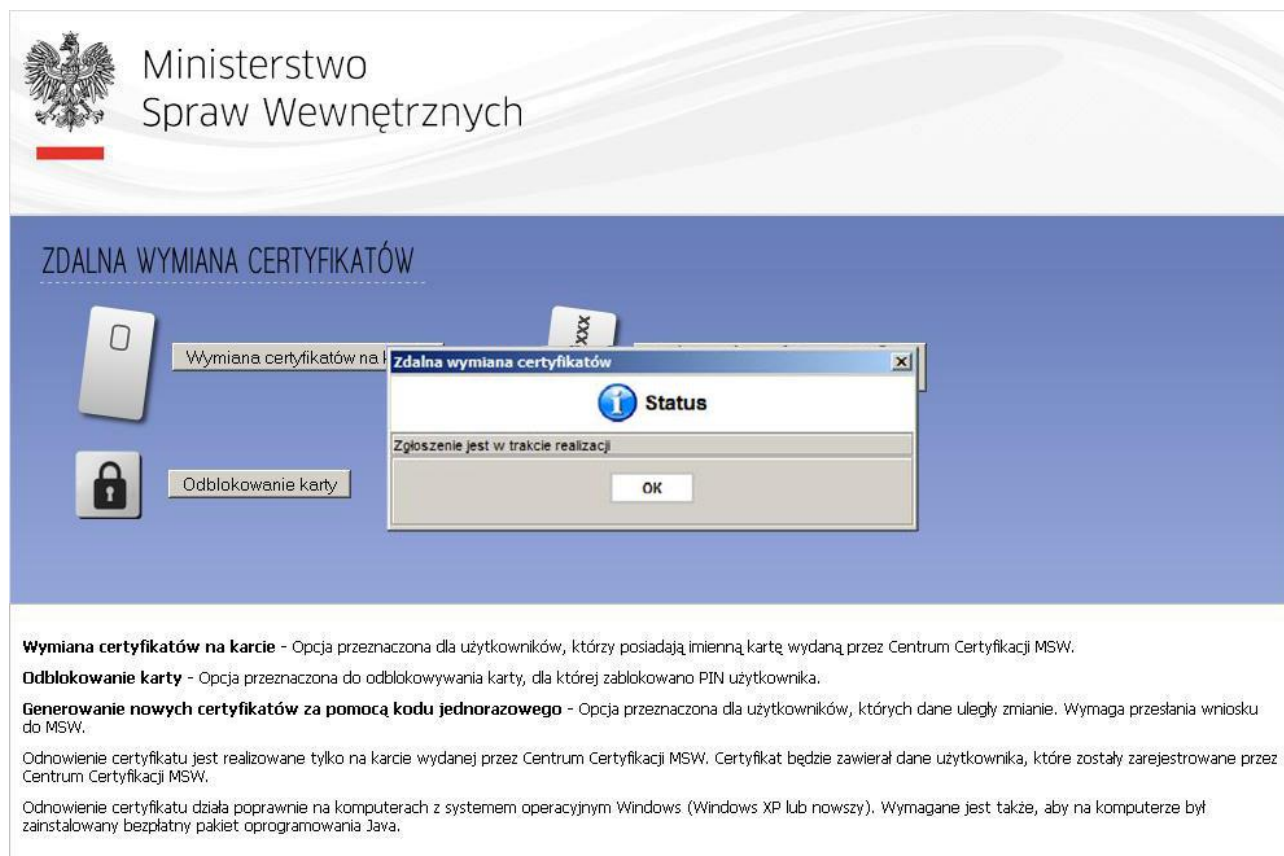 Ministerstwo
Spraw Wewnętrznych
ZDALNA WYMIANA CERTYFIKATÓW
xxx
Wymiana certyfikatów na k
Zdalna wymiana certyfikatów
Status
Zgłoszenie jest w trakcie realizacji
OK
Odblokowanie karty
Wymiana certyfikatów na karcie - Opcja przeznaczona dla użytkowników, którzy posiadają imienną kartę wydaną przez Centrum Certyfikacji MSW.
Odblokowanie karty - Opcja przeznaczona do odblokowywania karty, dla której zablokowano PIN użytkownika.
Generowanie nowych certyfikatów za pomocą kodu jednorazowego - Opcja przeznaczona dla użytkowników, których dane uległy zmianie. Wymaga przesłania wniosku
do MSW.
Odnowienie certyfikatu jest realizowane tylko na karcie wydanej przez Centrum Certyfikacji MSW. Certyfikat będzie zawierał dane użytkownika, które zostały zarejestrowane przez
Centrum Certyfikacji MSW.
Odnowienie certyfikatu działa poprawnie na komputerach z systemem operacyjnym Windows (Windows XP lub nowszy). Wymagane jest także, aby na komputerze był
zainstalowany bezpłatny pakiet oprogramowania Java.